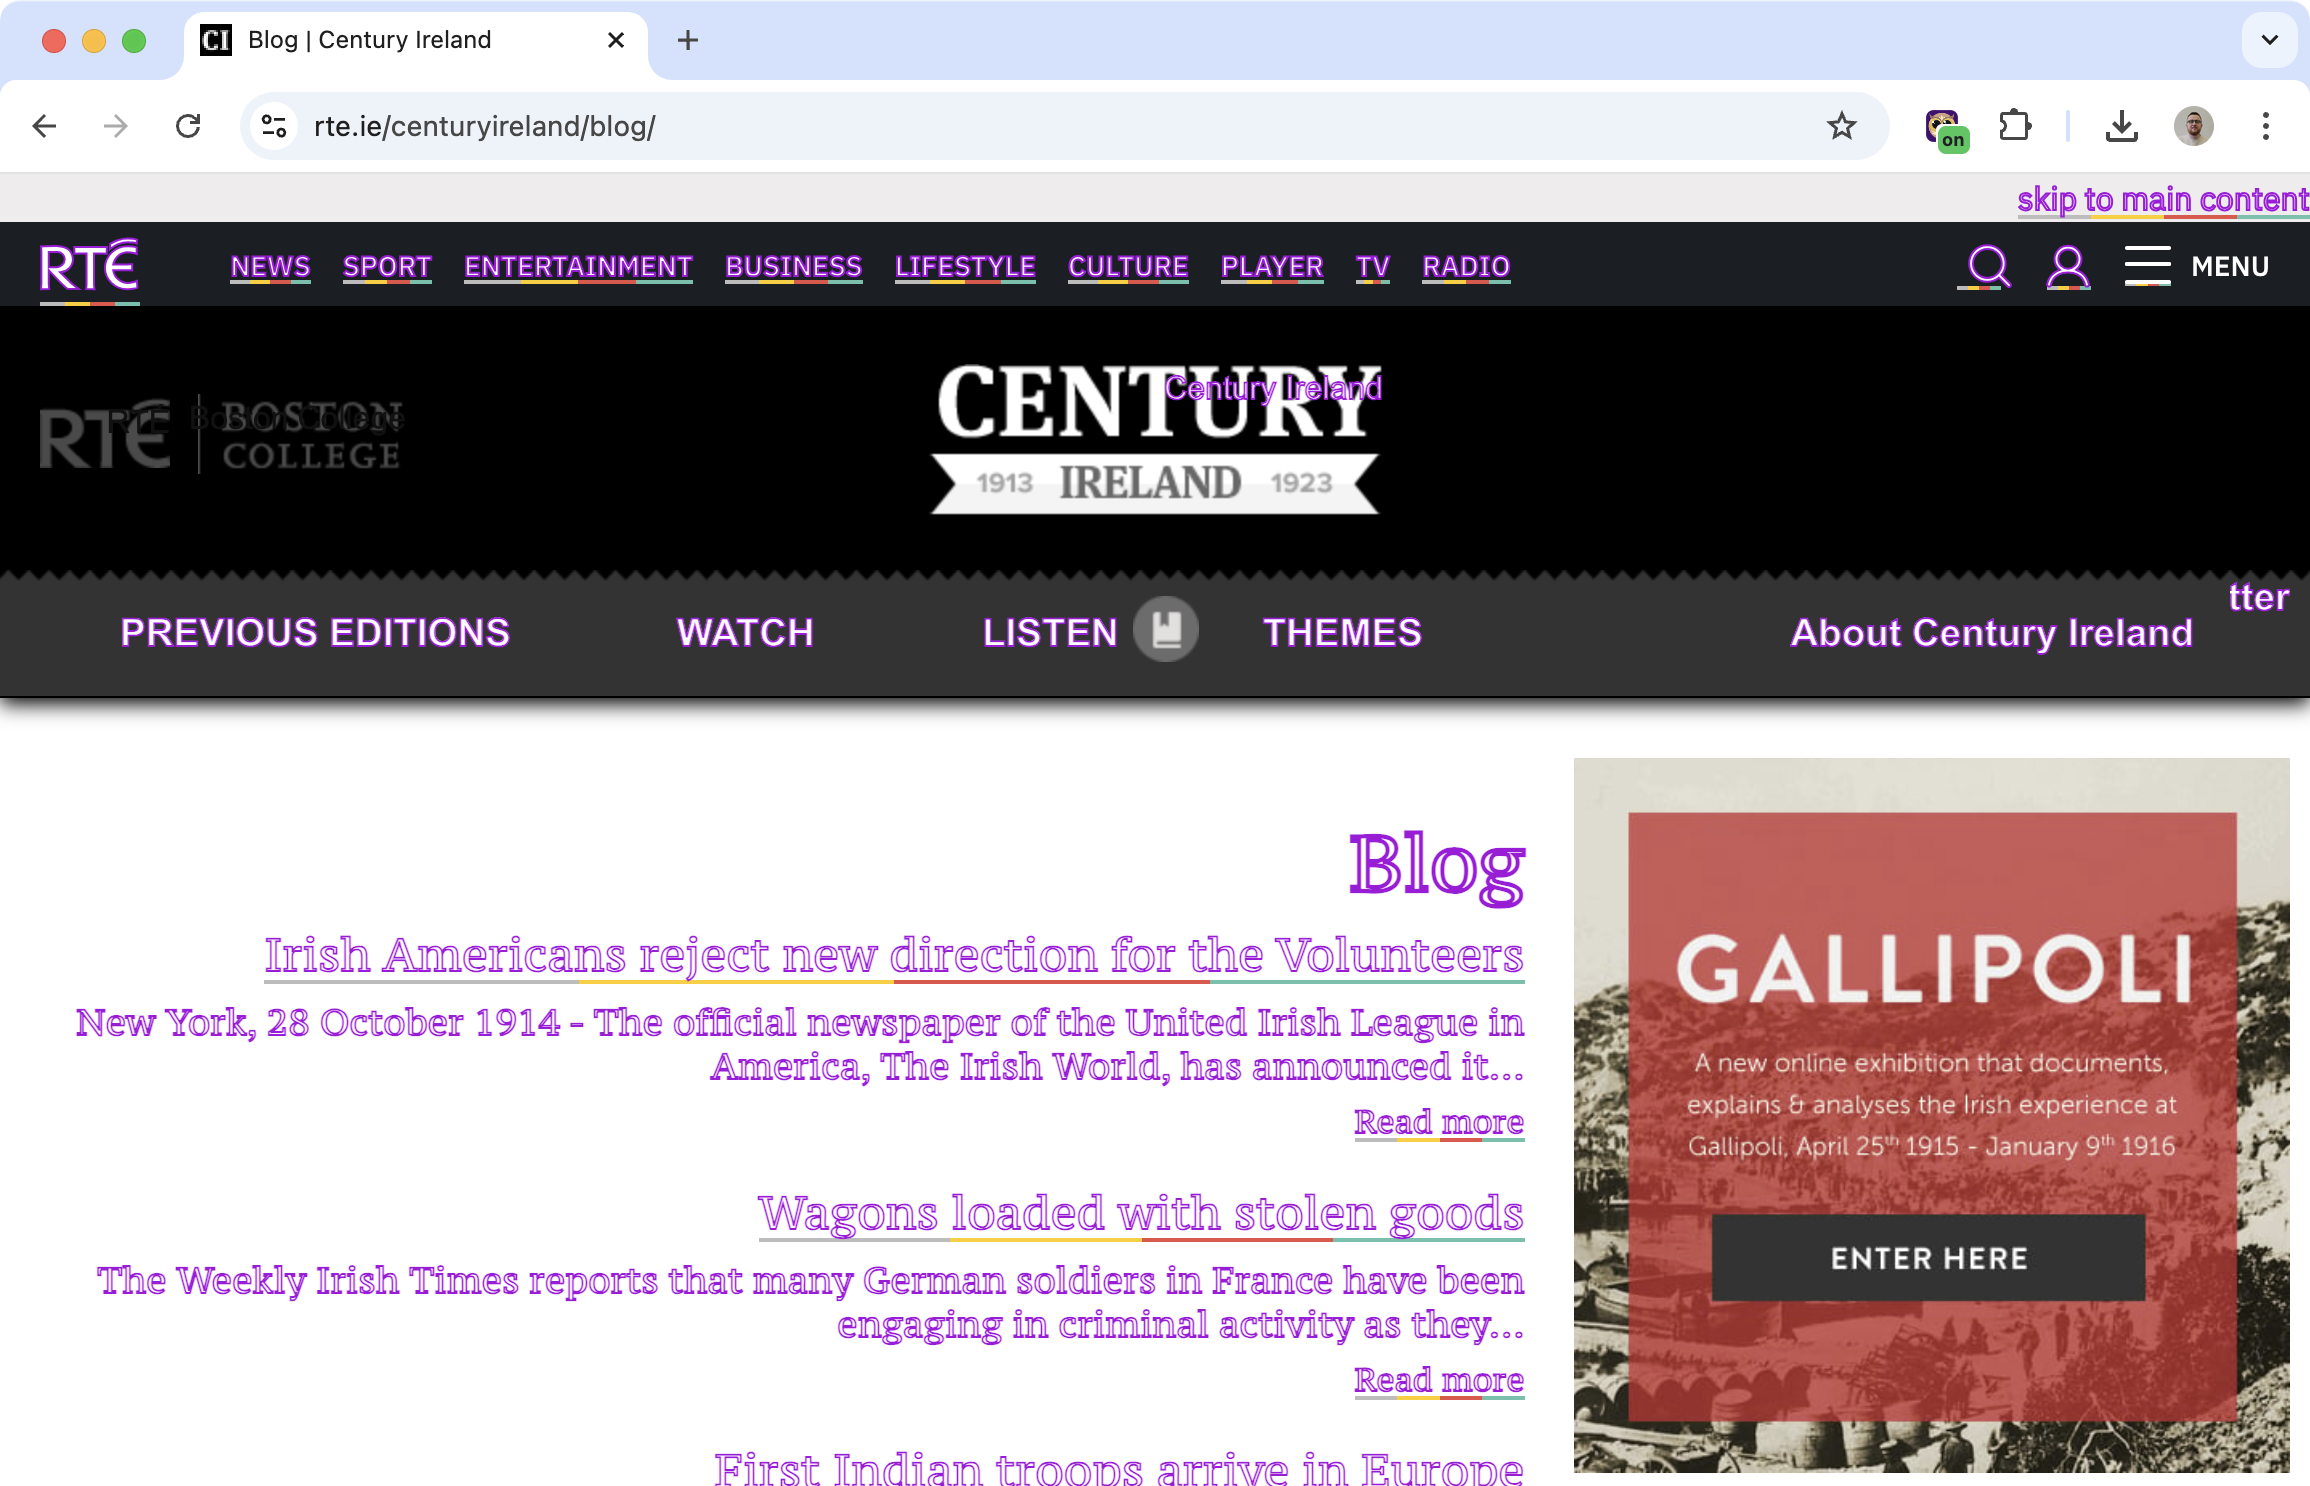 CI Blog | Century Ireland
rte.ie/centuryireland/blog/
on
skip to main content
RTÉ NEWS SPORT ENTERTAINMENT BUSINESS LIFESTYLE CULTURE PLAYER TV RADIO MENU
RTÉ Boston College
RTÉ BOSTON COLLEGE
CENTURY
Century Ireland
1913 IRELAND 1923
tter
PREVIOUS EDITIONS WATCH LISTEN THEMES About Century Ireland
Blog
Irish Americans reject new direction for the Volunteers
New York, 28 October 1914 - The official newspaper of the United Irish League in
America, The Irish World, has announced it...
Read more
Wagons loaded with stolen goods
The Weekly Irish Times reports that many German soldiers in France have been
engaging in criminal activity as they...
Read more
First Indian troops arrive in Europe
GALLIPOLI
A new online exhibition that documents,
explains & analyses the Irish experience at
Gallipoli, April 25th 1915 - January 9th 1916
ENTER HERE